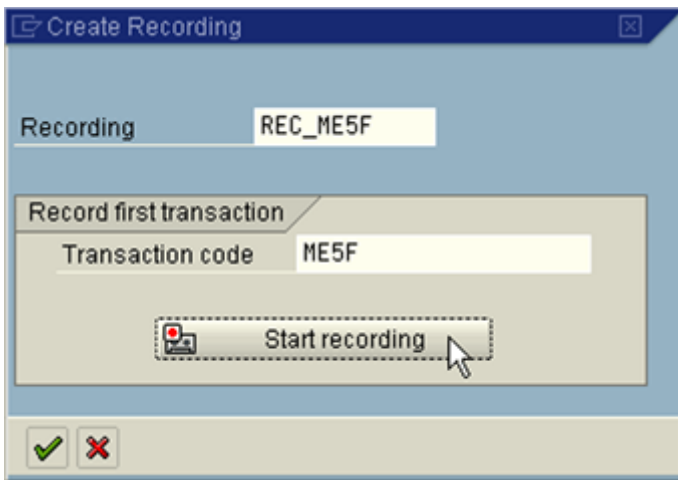 Create Recording
Recording REC_ME5F
Record first transaction
Transaction code ME5F
Start recording